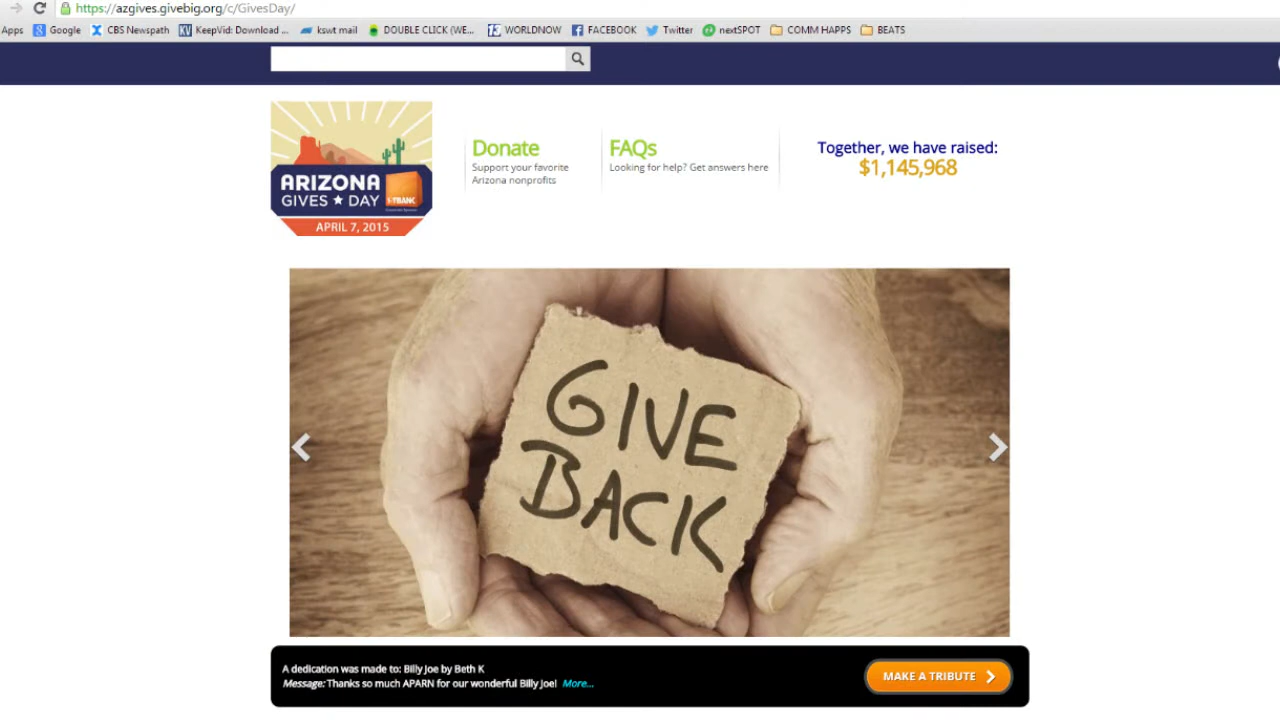 https://azgives.givebig.org/c/GivesDay/
Apps Google CBS Newspath KeepVid: Download ... kswt mail DOUBLE CLICK (WE... WORLDNOW FACEBOOK Twitter nextSPOT COMM HAPPS BEATS
ARIZONA
GIVES ★ DAY
APRIL 7, 2015
Donate
Support your favorite
Arizona nonprofits
FAQs
Looking for help? Get answers here
Together, we have raised:
$1,145,968
GIVE
BACK
A dedication was made to: Billy Joe by Beth K
Message: Thanks so much APARN for our wonderful Billy Joe! More...
MAKE A TRIBUTE